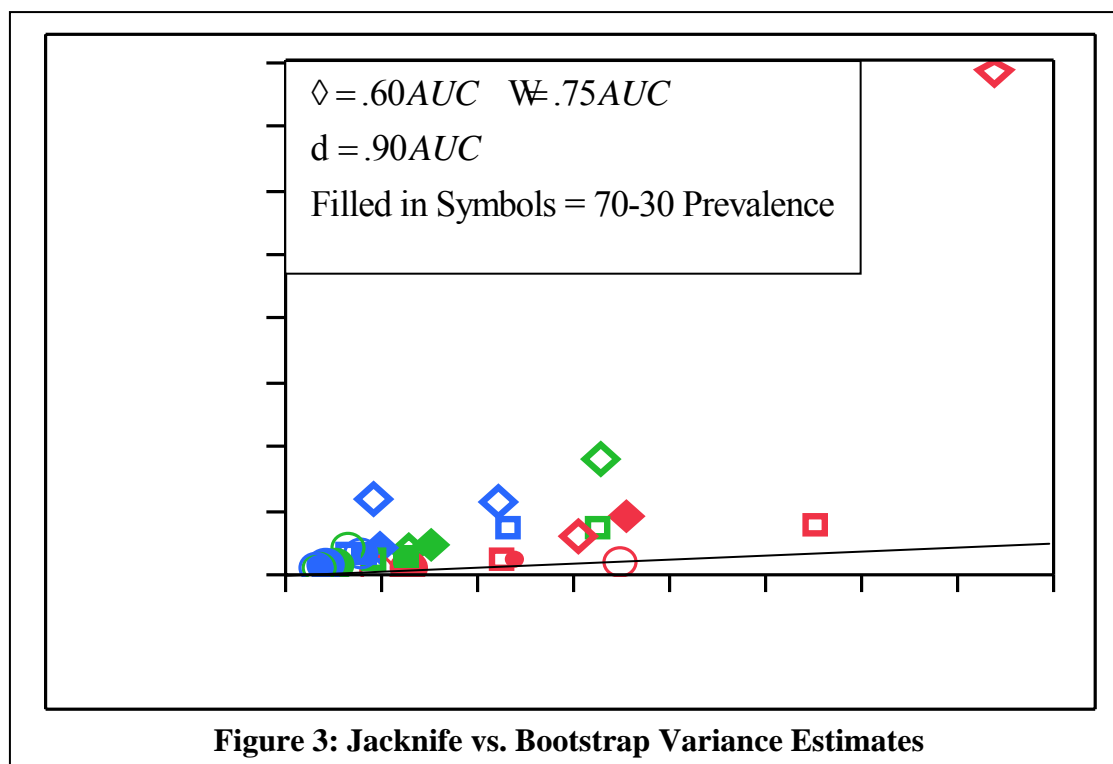 ◊ = .60AUC W= .75AUC
d = .90AUC
Filled in Symbols = 70-30 Prevalence
Figure 3: Jacknife vs. Bootstrap Variance Estimates